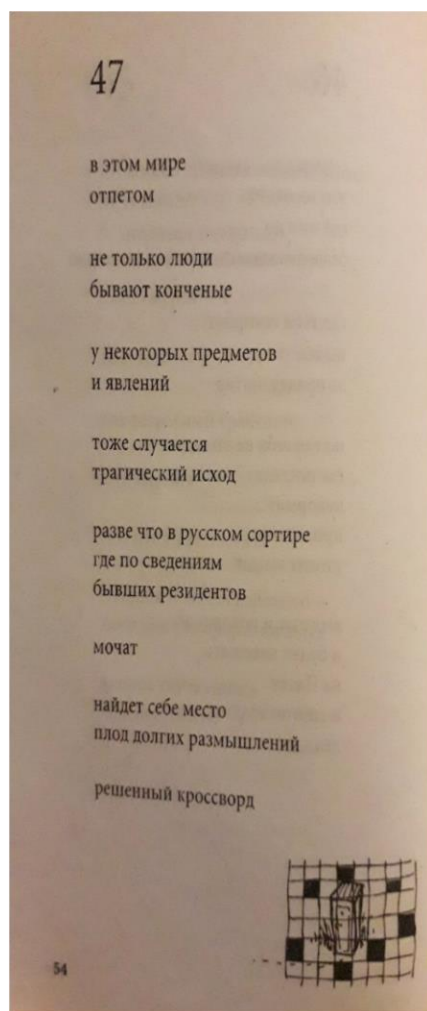 47
в этом мире
отпетом
не только люди
бывают конченые
у некоторых предметов
и явлений
тоже случается
трагический исход
разве что в русском сортире
где по сведениям
бывших резидентов
мочат
найдет себе место
плод долгих размышлений
решенный кроссворд
54